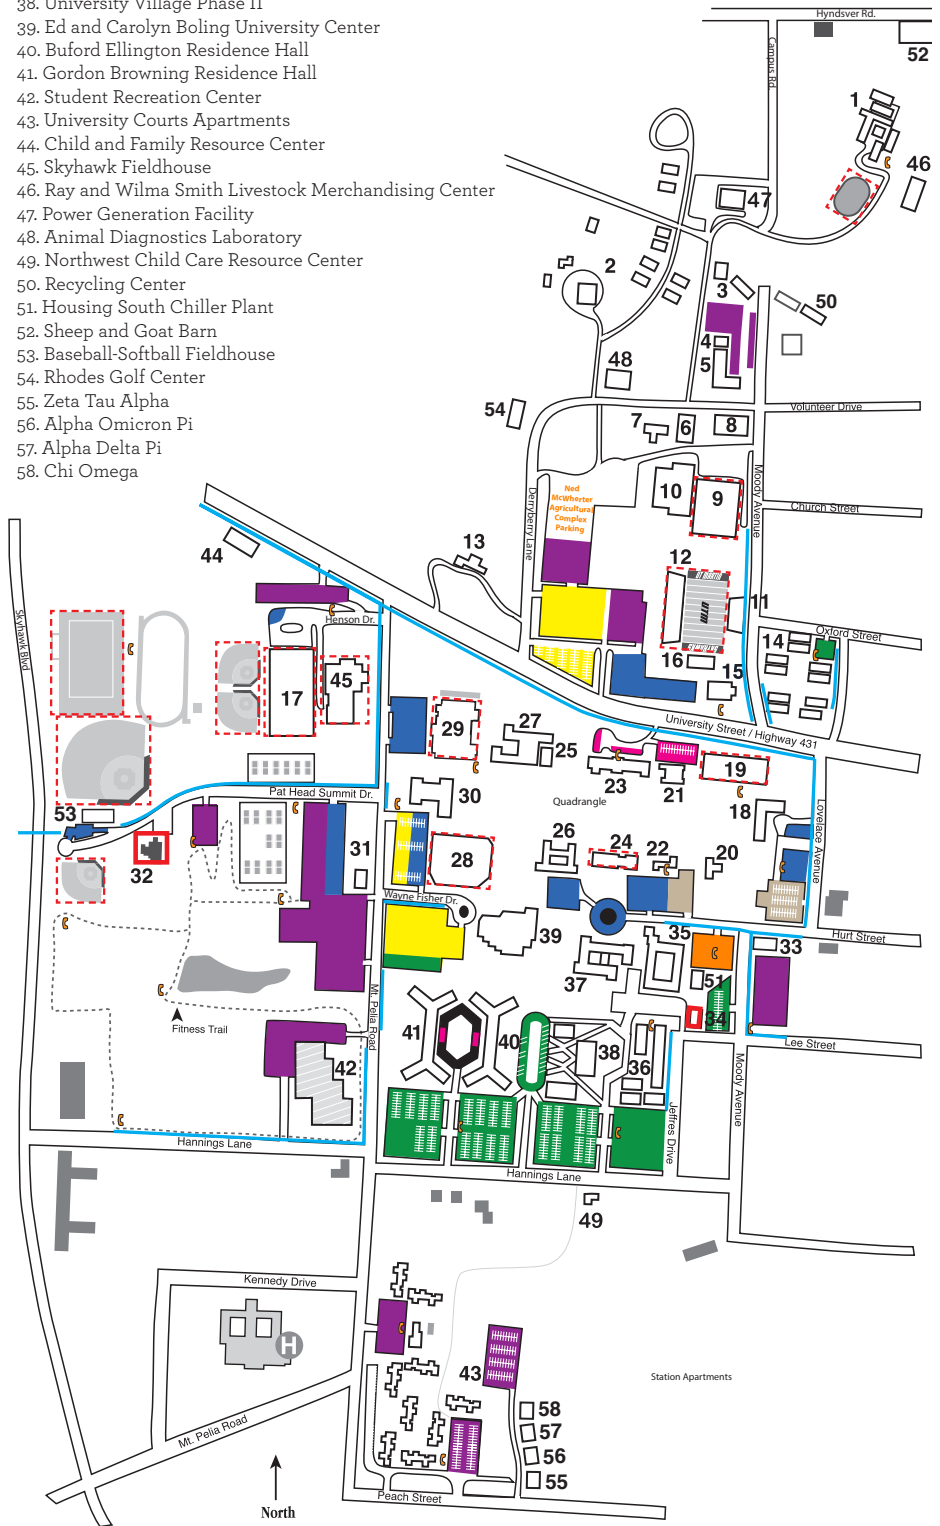 38. University Village Phase II
39. Ed and Carolyn Boling University Center
40. Buford Ellington Residence Hall
41. Gordon Browning Residence Hall
42. Student Recreation Center
43. University Courts Apartments
44. Child and Family Resource Center
45. Skyhawk Fieldhouse
46. Ray and Wilma Smith Livestock Merchandising Center
47. Power Generation Facility
48. Animal Diagnostics Laboratory
49. Northwest Child Care Resource Center
50. Recycling Center
51. Housing South Chiller Plant
52. Sheep and Goat Barn
53. Baseball-Softball Fieldhouse
54. Rhodes Golf Center
55. Zeta Tau Alpha
56. Alpha Omicron Pi
57. Alpha Delta Pi
58. Chi Omega
Hyndsver Rd.
Campus Rd.
52
1
46
47
2
3
50
4
5
48
54
Volunteer Drive
7
6
8
Derryberry Lane
Ned
McWherter
Agricultural
Complex
Parking
10
9
Moody Avenue
Church Street
44
13
12
UT MARTIN
UTM
SKYHAWKS
11
Skyhawk Blvd
Henson Dr.
14
Oxford Street
16
15
17
45
University Street / Highway 431
29
27
25
23
21
19
Pat Head Summit Dr.
Quadrangle
30
18
Lovelace Avenue
53
32
31
28
26
24
22
20
Wayne Fisher Dr.
39
35
33
Hurt Street
37
51
34
Fitness Trail
Mt. Pelia Road
41
40
38
36
Lee Street
42
Moody Avenue
Jeffres Drive
Hannings Lane
Hannings Lane
49
Kennedy Drive
H
43
Station Apartments
58
57
56
55
Mt. Pelia Road
Peach Street
North